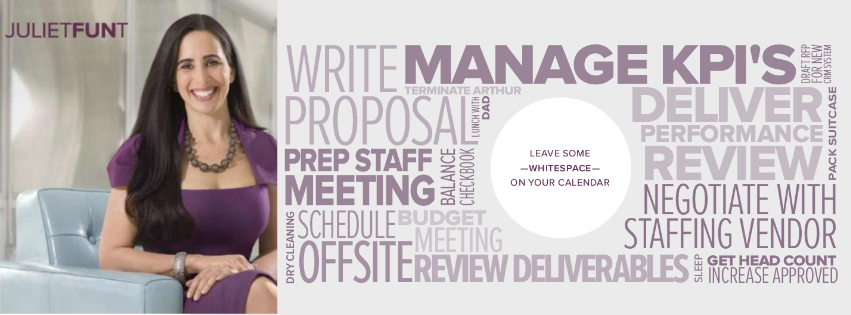 JULIETFUNT
WRITE
PROPOSAL
MANAGE KPI'S
DRAFT RFP
FOR NEW
CRM SYSTEM
TERMINATE ARTHUR
LUNCH WITH
DAD
DELIVER
PERFORMANCE
REVIEW
PACK SUITCASE
PREP STAFF
MEETING
BALANCE
CHECKBOOK
LEAVE SOME
—WHITESPACE—
ON YOUR CALENDAR
NEGOTIATE WITH
STAFFING VENDOR
DRY CLEANING
SCHEDULE
OFFSITE
BUDGET
MEETING
REVIEW DELIVERABLES
SLEEP
GET HEAD COUNT
INCREASE APPROVED